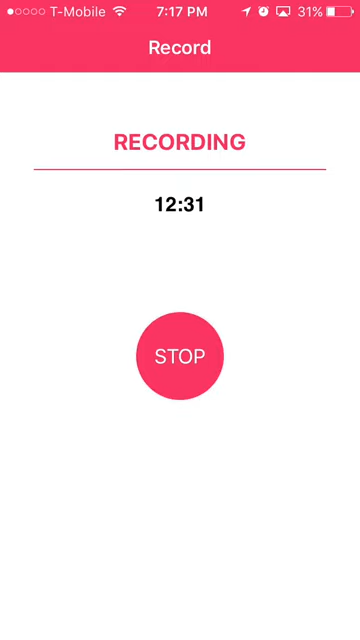 T-Mobile 7:17 PM 31%
Record
RECORDING
12:31
STOP